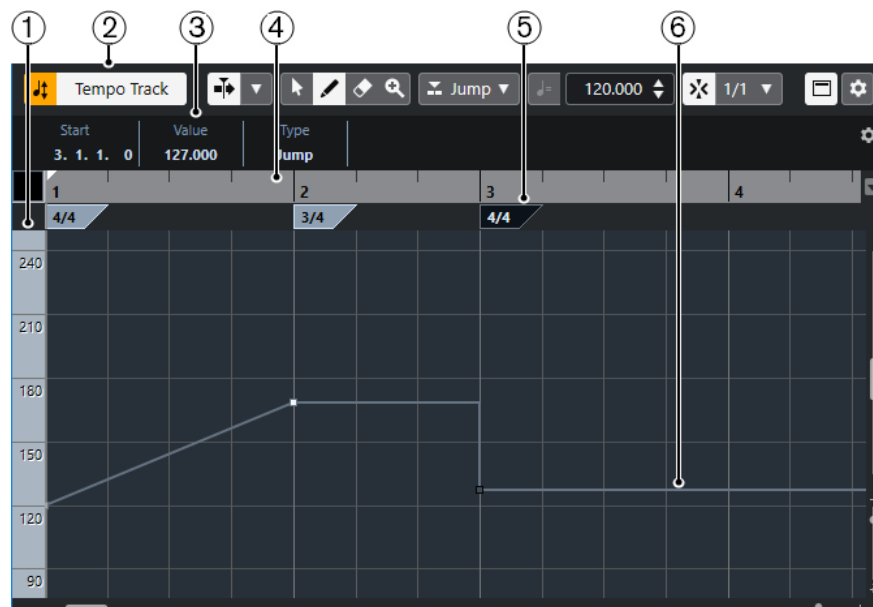 1 2 3 4 5 6
Tempo Track Jump 120.000 1/1
Start Value Type
3. 1. 1. 0 127.000 Jump
1 2 3 4
4/4 3/4 4/4
240
210
180
150
120
90